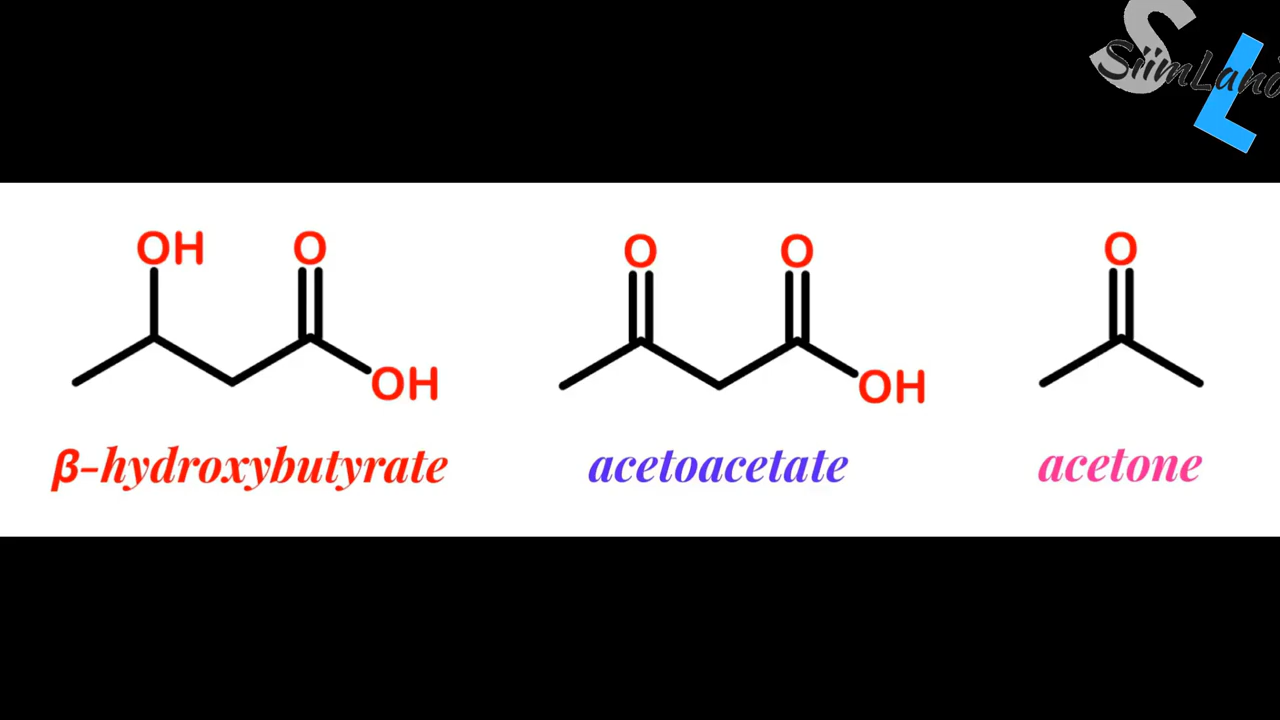 S
SiimLand
L
OH O
OH
O O
OH
O
β-hydroxybutyrate
acetoacetate
acetone